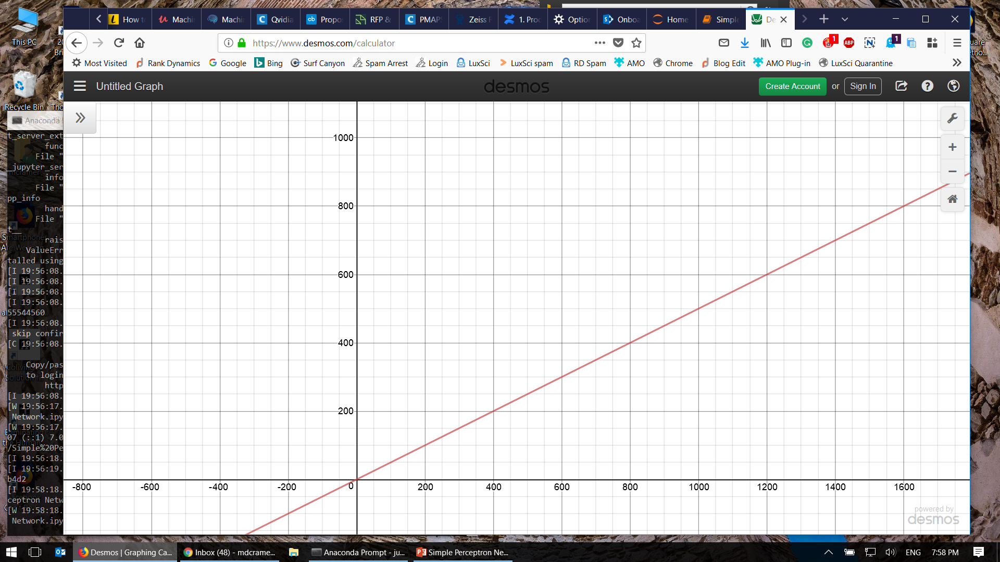 This PC
How t
Machi
Machi
Qvidia
Propo
RFP &
PMAP
Zeiss
1. Pro
Optio
Onboa
Home
Simple
De
https://www.desmos.com/calculator
1
ABP
1
Most Visited
Rank Dynamics
Google
Bing
Surf Canyon
Spam Arrest
Login
LuxSci
LuxSci spam
RD Spam
AMO
Chrome
Blog Edit
AMO Plug-in
LuxSci Quarantine
Untitled Graph
desmos
Create Account
or
Sign In
Recycle Bin
Anaconda
t_server_ext
func
File "
_jupyter_ser
info
File "
pp_info
hand
File "
t__
rais
ValueErr
talled using
[I 19:56:08.
[I 19:56:08.
[I 19:56:08.
[I 19:56:08.
55544560
[I 19:56:08.
skip confir
[C 19:56:08.
Copy/pas
to login
http
[I 19:56:08.
[W 19:56:17.
Network.ipy
[W 19:56:17.
07 (::1) 7.0
/Simple%20Pe
[I 19:56:18.
[I 19:56:19.
b4d2
[I 19:58:18.
ceptron Netw
[W 19:58:18.
Network.ipy
1000
800
600
400
200
-800
-600
-400
-200
0
200
400
600
800
1000
1200
1400
1600
powered by
desmos
Desmos | Graphing Ca...
Inbox (48) - mdcrame...
Anaconda Prompt - ju...
Simple Perceptron Ne...
ENG
7:58 PM